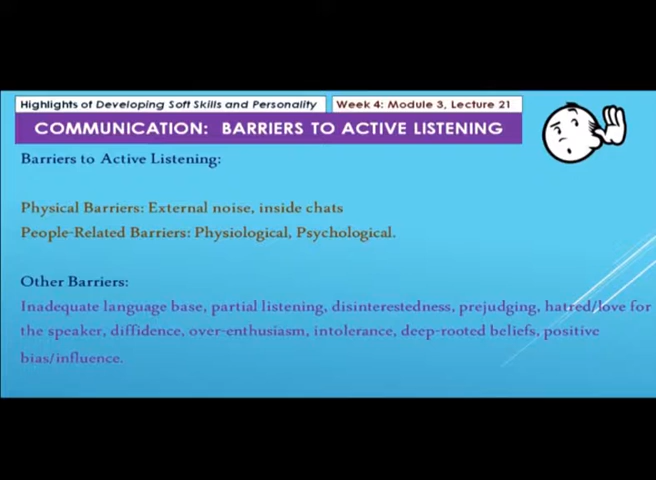 Highlights of Developing Soft Skills and Personality
Week 4: Module 3, Lecture 21
COMMUNICATION: BARRIERS TO ACTIVE LISTENING
Barriers to Active Listening:
Physical Barriers: External noise, inside chats
People-Related Barriers: Physiological, Psychological.
Other Barriers:
Inadequate language base, partial listening, disinterestedness, prejudging, hatred/love for
the speaker, diffidence, over-enthusiasm, intolerance, deep-rooted beliefs, positive
bias/influence.